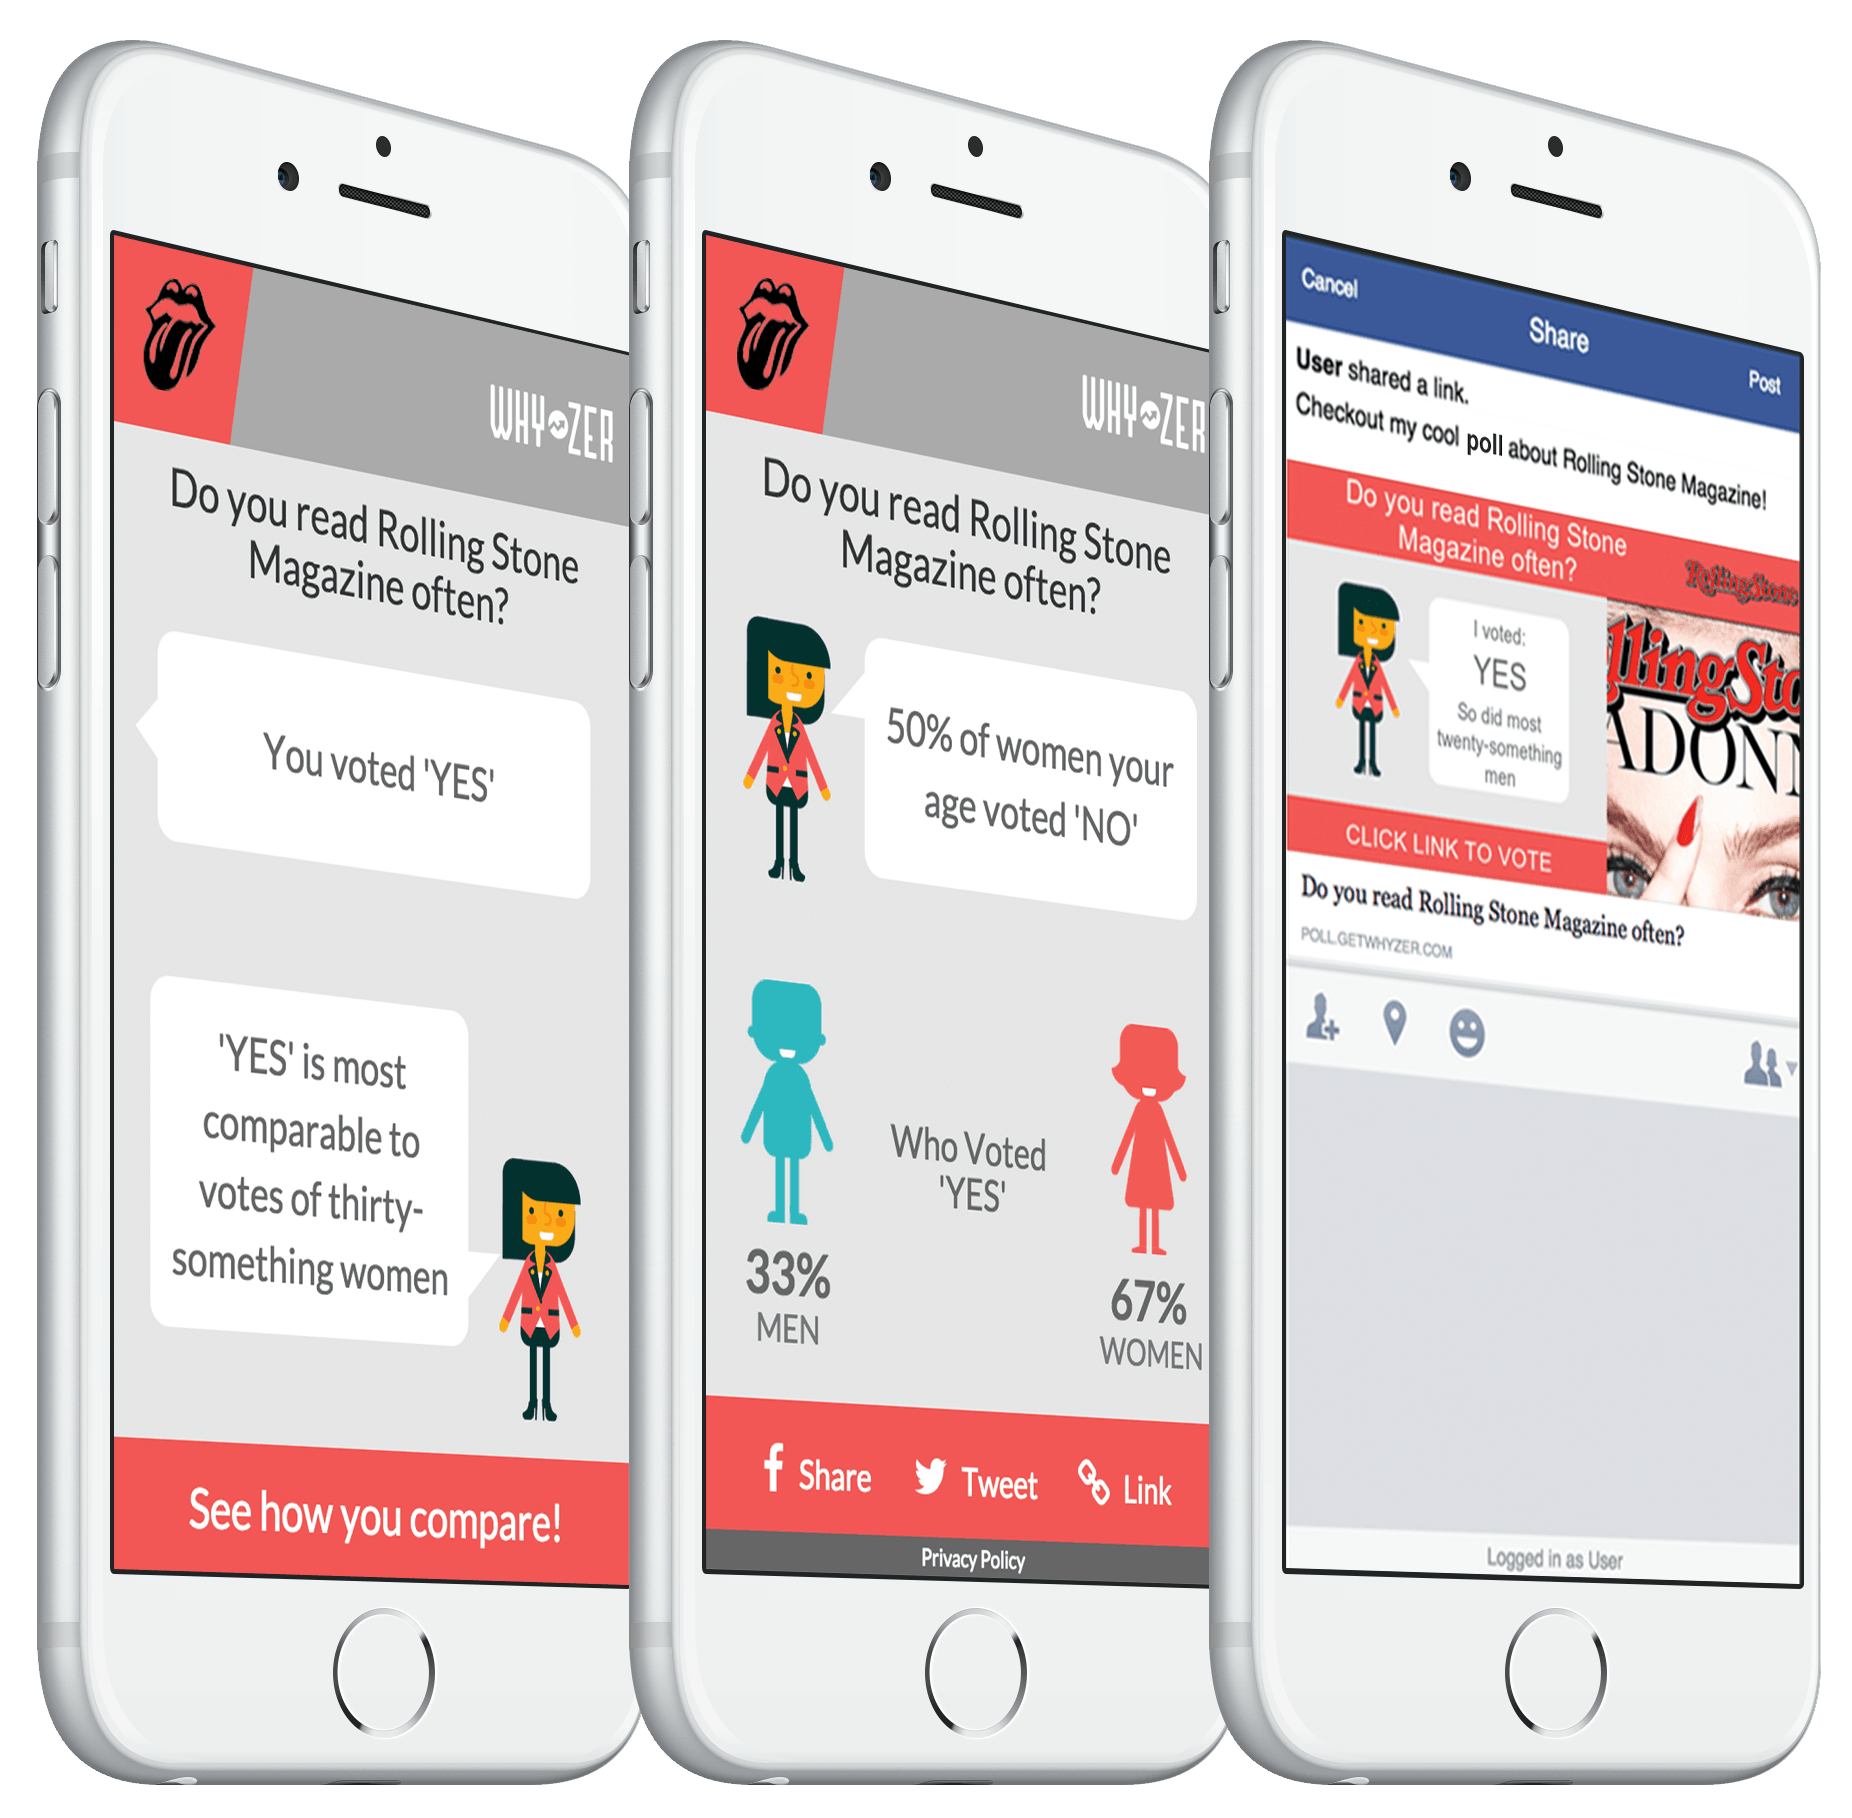 WHYZER
Do you read Rolling Stone
Magazine often?
You voted 'YES'
'YES' is most
comparable to
votes of thirty-
something women
See how you compare!
WHYZER
Do you read Rolling Stone
Magazine often?
50% of women your
age voted 'NO'
Who Voted
'YES'
33%
MEN
67%
WOMEN
Share Tweet Link
Privacy Policy
Cancel
Share
Post
User shared a link.
Checkout my cool poll about Rolling Stone Magazine!
Do you read Rolling Stone
Magazine often?
RollingStone
I voted:
YES
So did most
twenty-something
men
llingSto
ADONN
CLICK LINK TO VOTE
Do you read Rolling Stone Magazine often?
POLL.GETWHYZER.COM
Logged in as User